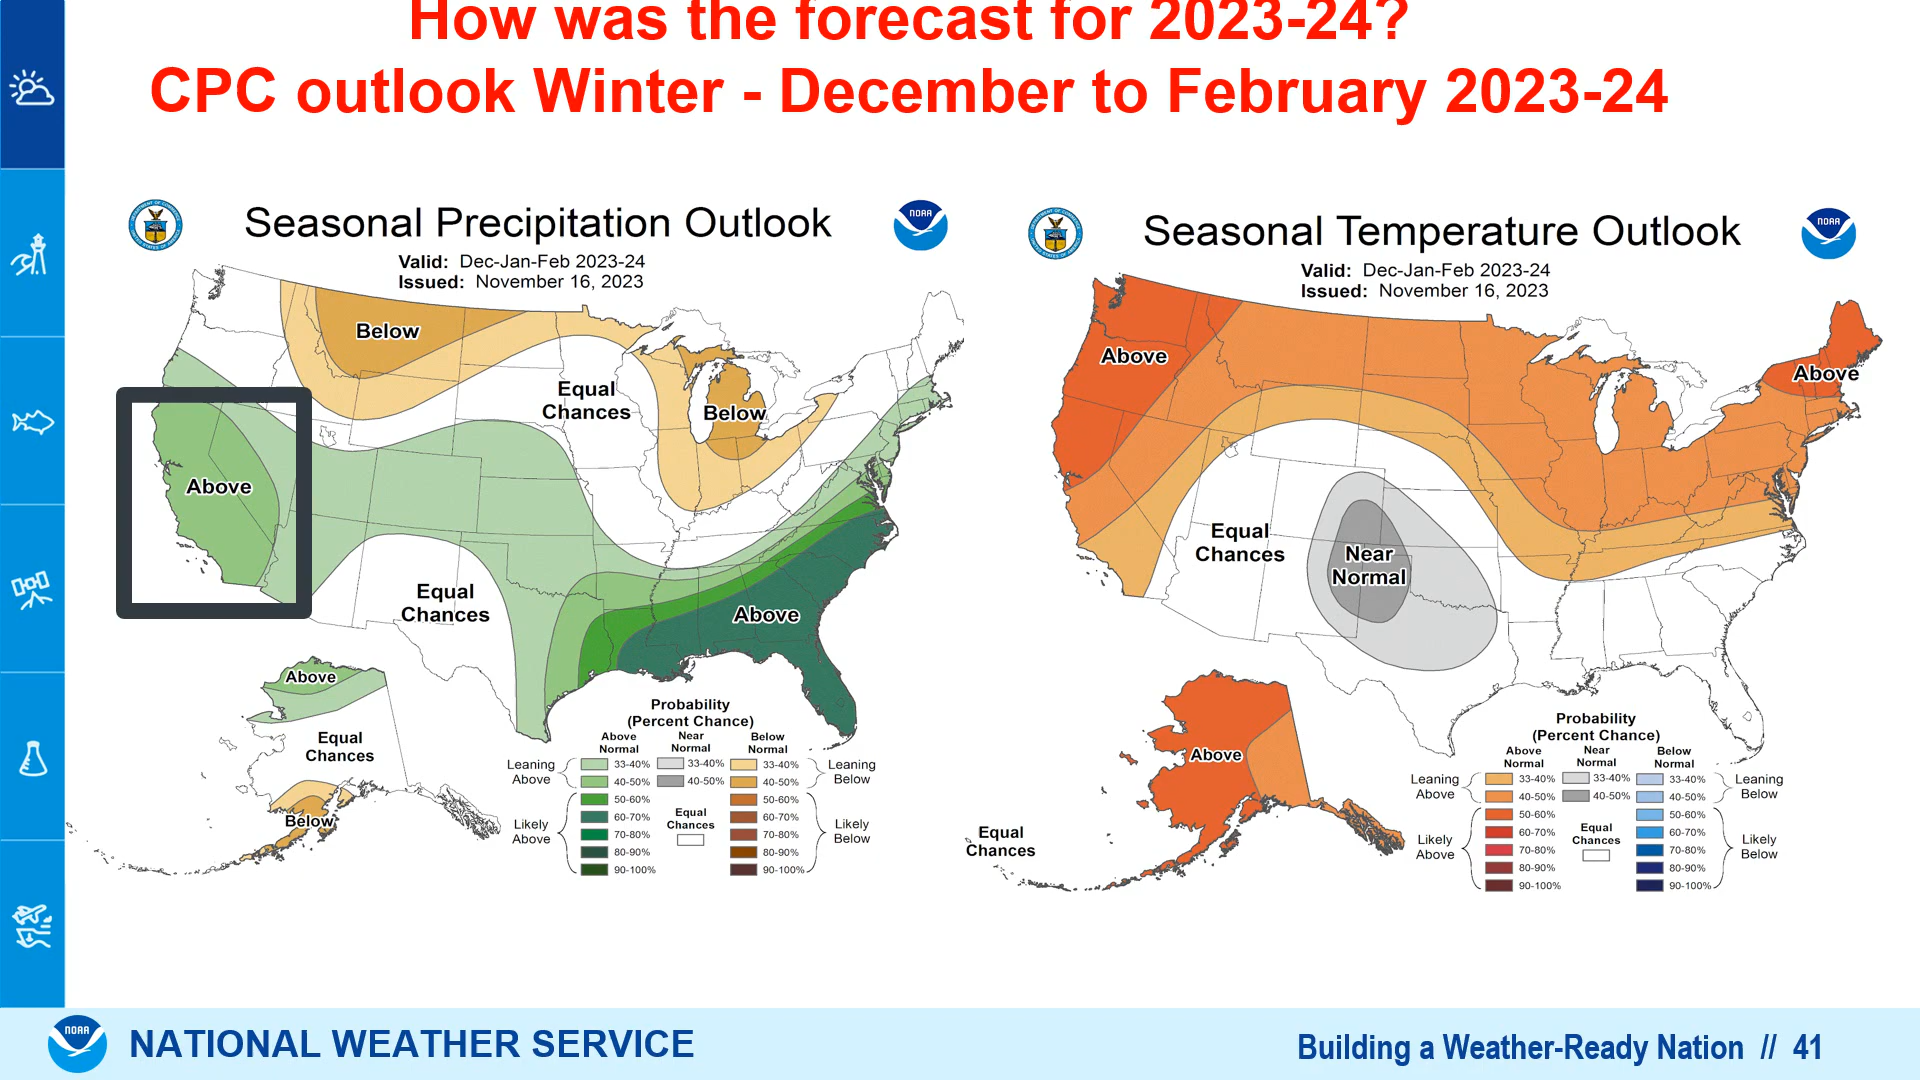 How was the forecast for 2023-24?
CPC outlook Winter - December to February 2023-24
Seasonal Precipitation Outlook
Valid: Dec-Jan-Feb 2023-24
Issued: November 16, 2023
NOAA
Below
Equal
Chances
Below
Above
Equal
Chances
Above
Above
Equal
Chances
Below
Probability
(Percent Chance)
Above
Normal
Near
Normal
Below
Normal
Leaning
Above
33-40%
33-40%
33-40%
Leaning
Below
40-50%
40-50%
40-50%
50-60%
50-60%
Likely
Above
60-70%
Equal
Chances
60-70%
Likely
Below
70-80%
70-80%
80-90%
80-90%
90-100%
90-100%
Seasonal Temperature Outlook
Valid: Dec-Jan-Feb 2023-24
Issued: November 16, 2023
NOAA
Above
Above
Equal
Chances
Near
Normal
Above
Equal
Chances
Probability
(Percent Chance)
Above
Normal
Near
Normal
Below
Normal
Leaning
Above
33-40%
33-40%
33-40%
Leaning
Below
40-50%
40-50%
40-50%
50-60%
50-60%
Likely
Above
60-70%
Equal
Chances
60-70%
Likely
Below
70-80%
70-80%
80-90%
80-90%
90-100%
90-100%
NOAA
NATIONAL WEATHER SERVICE
Building a Weather-Ready Nation // 41